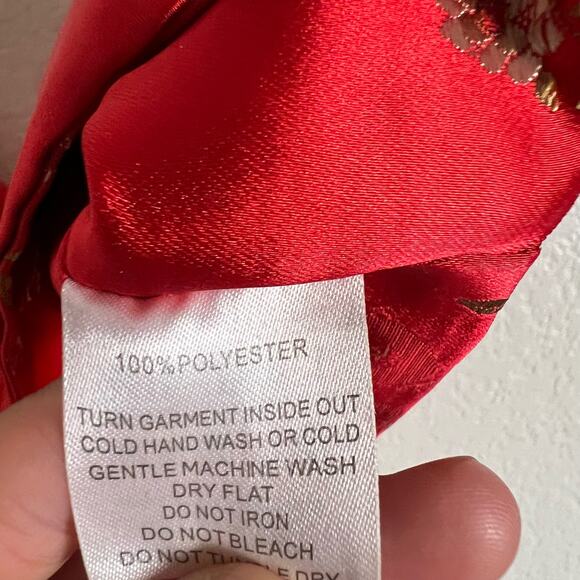 100% POLYESTER
TURN GARMENT INSIDE OUT
COLD HAND WASH OR COLD
GENTLE MACHINE WASH
DRY FLAT
DO NOT IRON
DO NOT BLEACH
DO NOT DRY